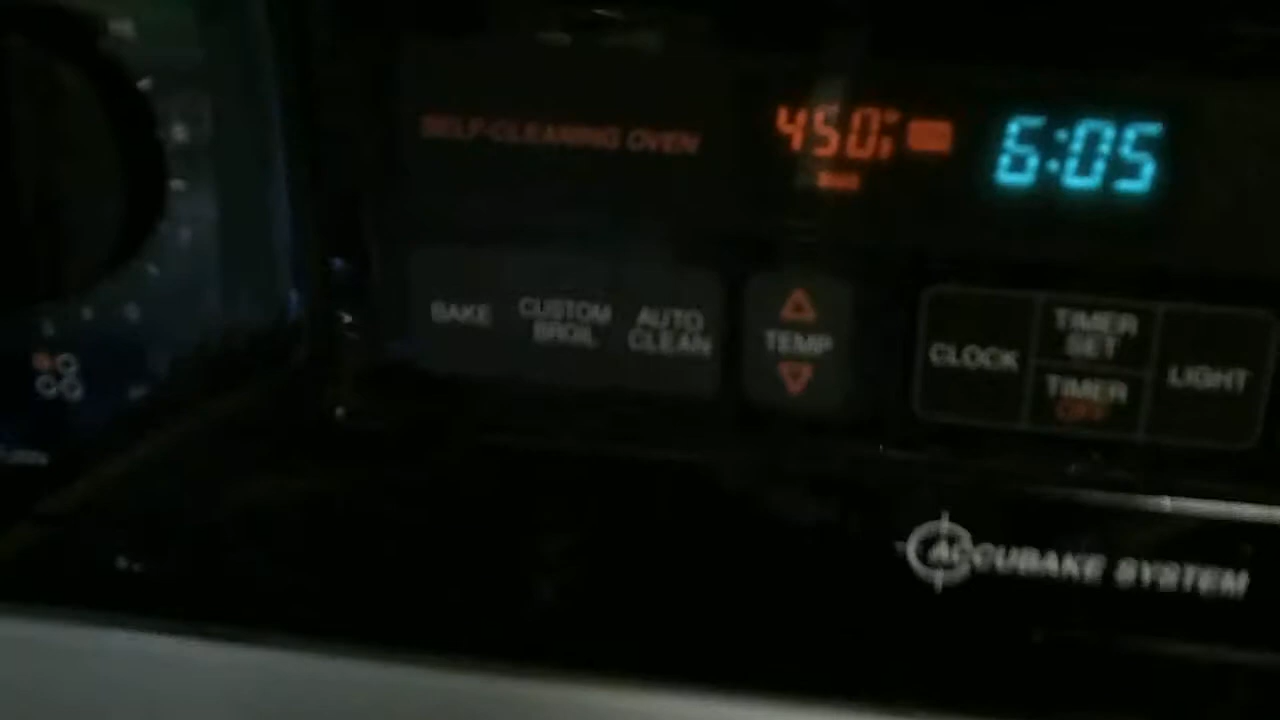 SELF-CLEANING OVEN
450°F
6:05
BAKE
CUSTOM BROIL
AUTO CLEAN
TEMP
CLOCK
TIMER SET
TIMER OFF
LIGHT
ACCUBAKE SYSTEM